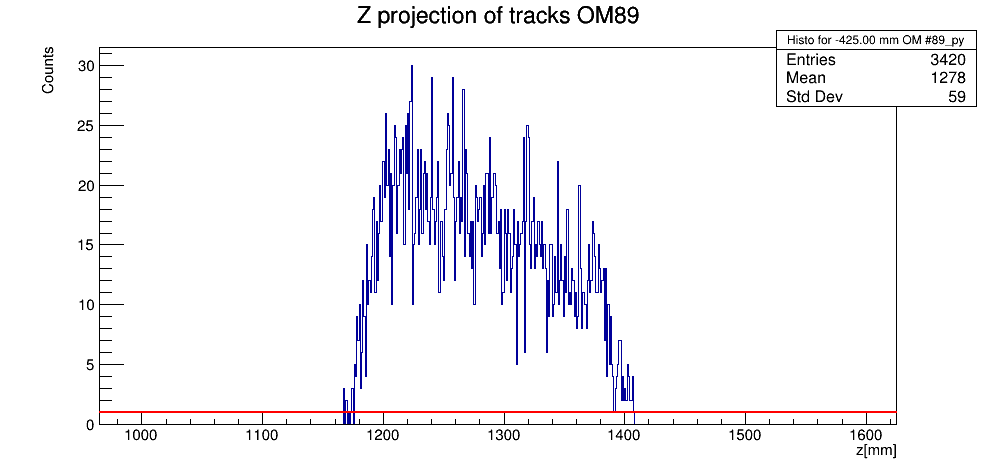 Z projection of tracks OM89
Histo for -425.00 mm OM #89_py
Entries 3420
Mean 1278
Std Dev 59
Counts
30
25
20
15
10
5
0
1000 1100 1200 1300 1400 1500 1600
z[mm]